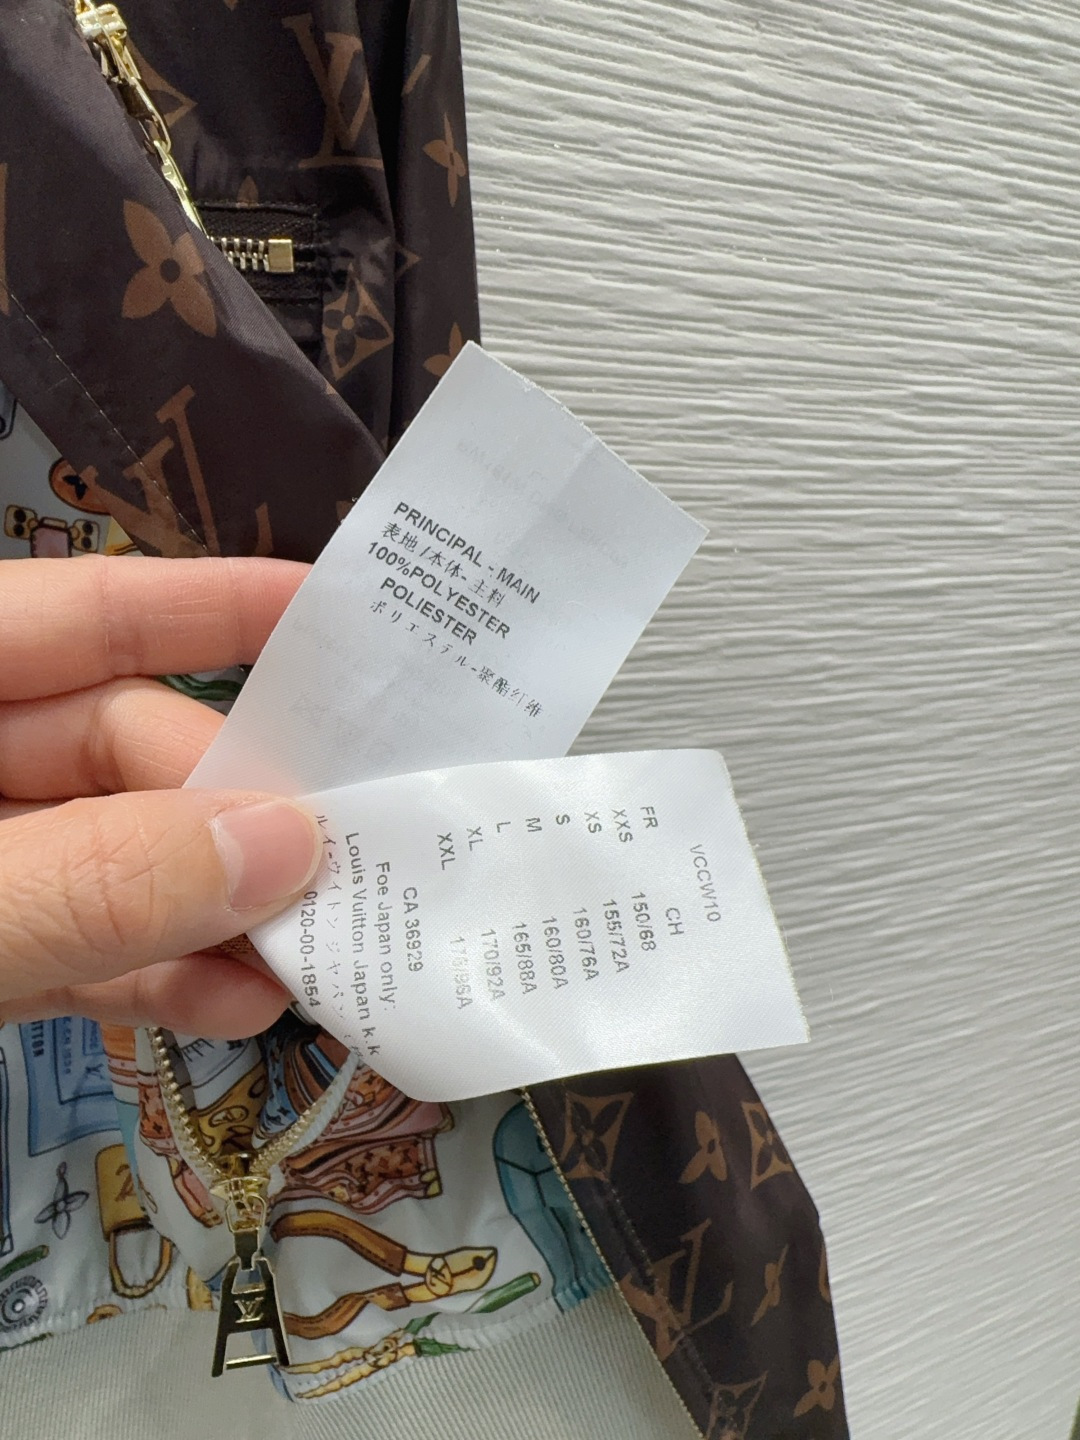 PRINCIPAL - MAIN
表地/本体- 主料
100%POLYESTER
POLIESTER
ポリエステル-聚酯纤维
VCCW10
FR CH
XXS 150/68
XS 155/72A
S 160/76A
M 160/80A
L 165/88A
XL 170/92A
XXL 175/96A
CA 36929
Foe Japan only:
Louis Vuitton Japan k.k
0120-00-1854